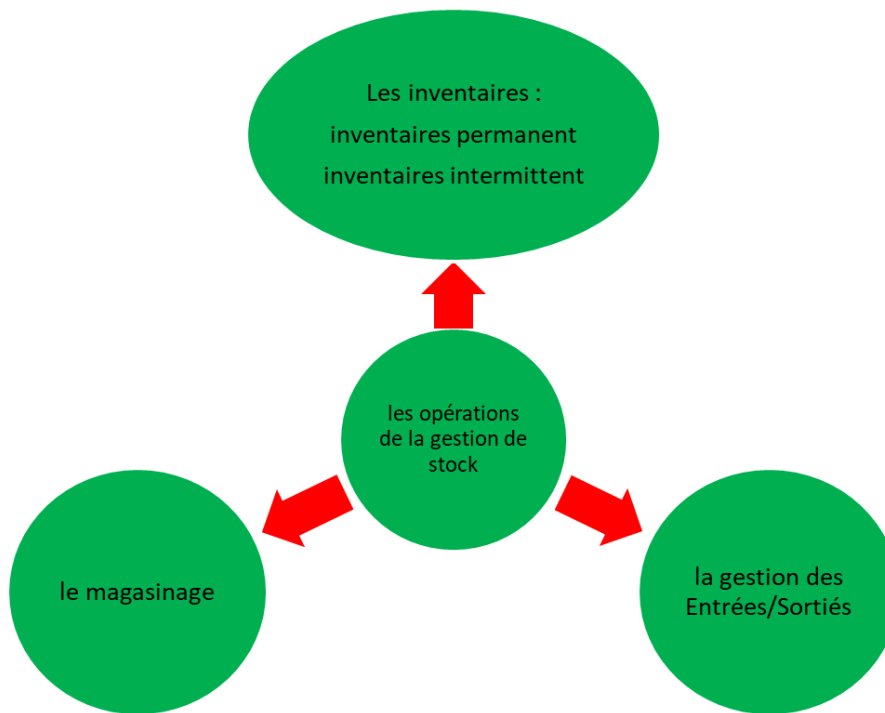 Les inventaires :
inventaires permanent
inventaires intermittent
les opérations
de la gestion de
stock
le magasinage
la gestion des
Entrées/Sortiés